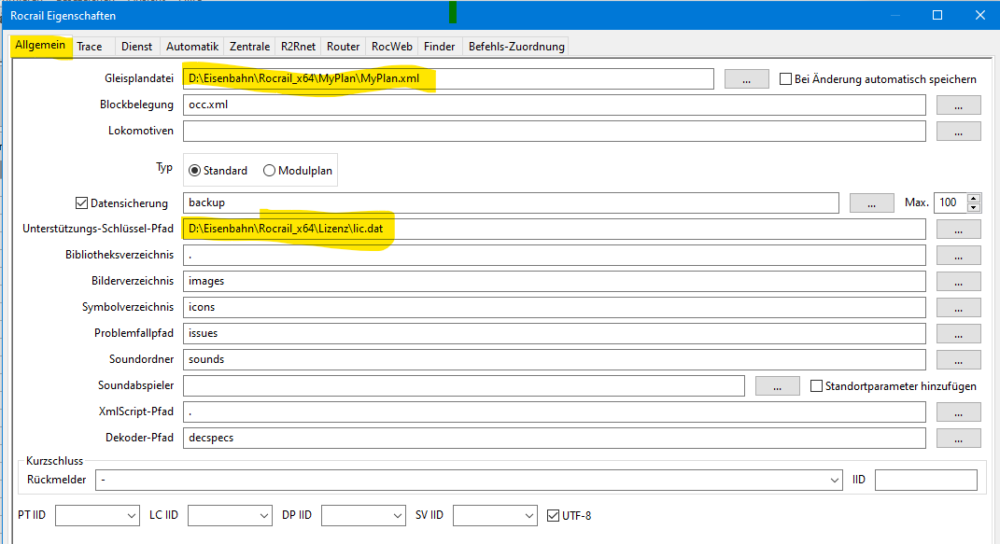 Rocrail Eigenschaften
Allgemein Trace Dienst Automatik Zentrale R2Rnet Router RocWeb Finder Befehls-Zuordnung
Gleisplandatei D:\Eisenbahn\Rocrail_x64\MyPlan\MyPlan.xml ... Bei Änderung automatisch speichern
Blockbelegung occ.xml ...
Lokomotiven ...
Typ Standard Modulplan
Datensicherung backup ... Max. 100
Unterstützungs-Schlüssel-Pfad D:\Eisenbahn\Rocrail_x64\Lizenz\lic.dat ...
Bibliotheksverzeichnis . ...
Bilderverzeichnis images ...
Symbolverzeichnis icons ...
Problemfallpfad issues ...
Soundordner sounds ...
Soundabspieler ... Standortparameter hinzufügen
XmlScript-Pfad . ...
Dekoder-Pfad decspecs ...
Kurzschluss
Rückmelder - IID
PT IID LC IID DP IID SV IID UTF-8